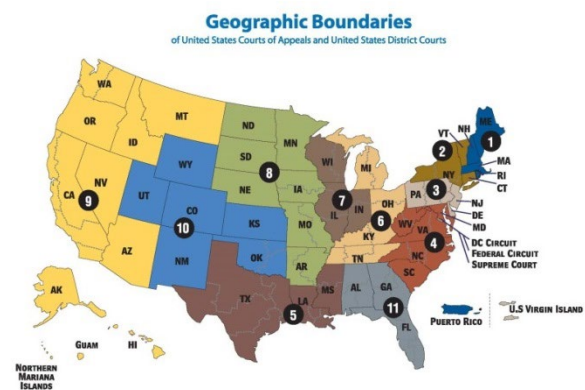 Geographic Boundaries
of United States Courts of Appeals and United States District Courts
WA
OR
MT
ID
NV
CA
9
AZ
AK
HI
GUAM
NORTHERN
MARIANA
ISLANDS
WY
UT
CO
10
KS
NM
OK
ND
MN
SD
8
NE
IA
MO
AR
WI
7
IL
IN
MI
OH
6
KY
TN
TX
LA
MS
5
AL
GA
11
FL
VT
NH
ME
1
2
NY
MA
RI
CT
PA
3
NJ
DE
MD
WV
VA
4
NC
SC
DC CIRCUIT
FEDERAL CIRCUIT
SUPREME COURT
PUERTO RICO
U.S VIRGIN ISLAND